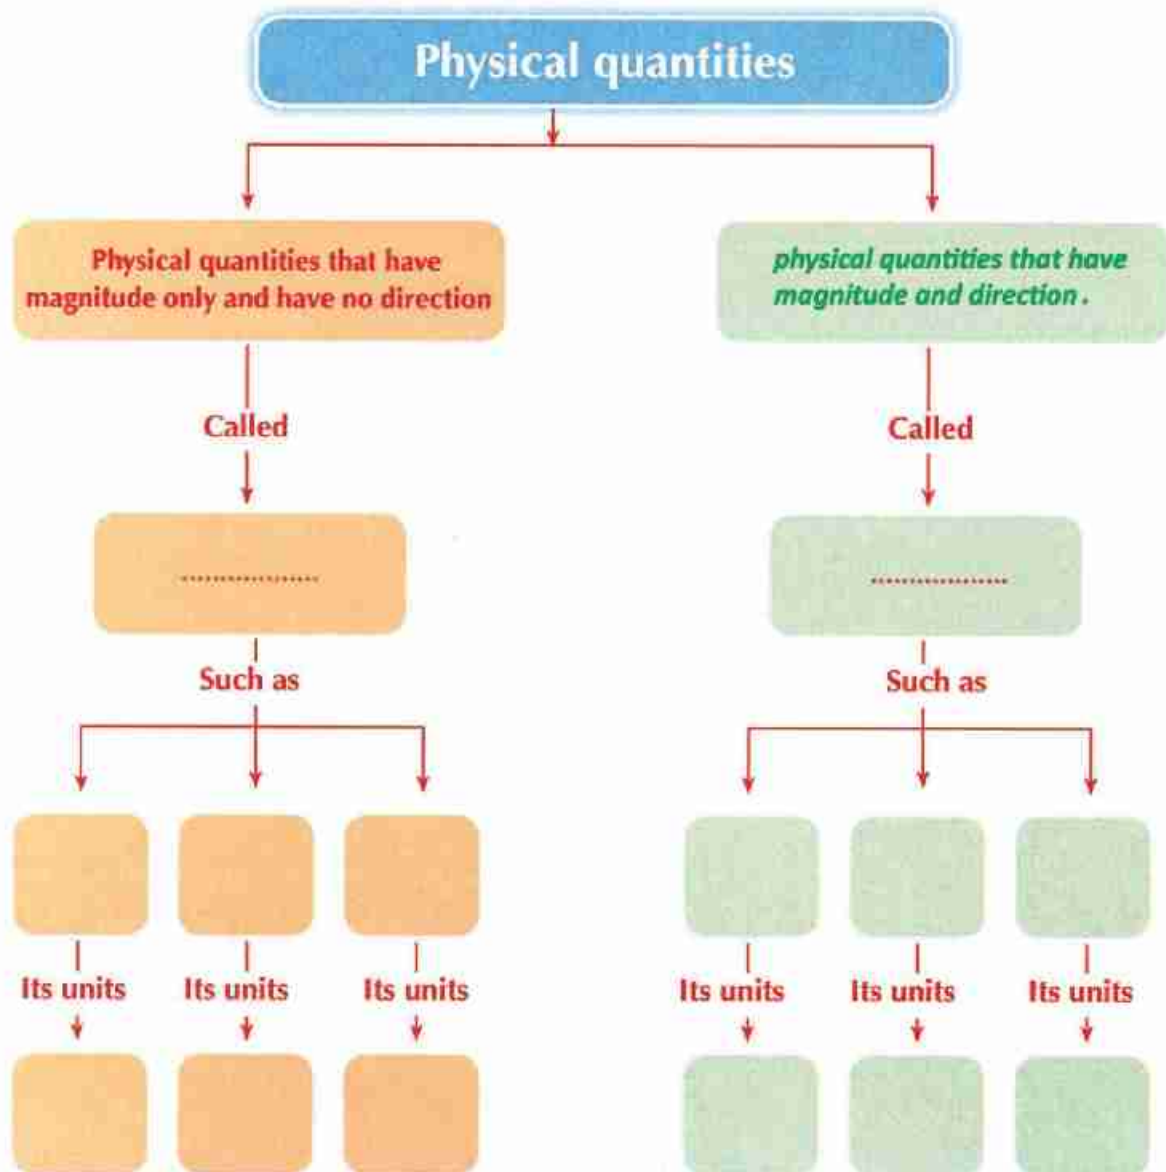 Physical quantities
Physical quantities that have
magnitude only and have no direction
physical quantities that have
magnitude and direction .
Called
Called
..................
..................
Such as
Such as
Its units
Its units
Its units
Its units
Its units
Its units